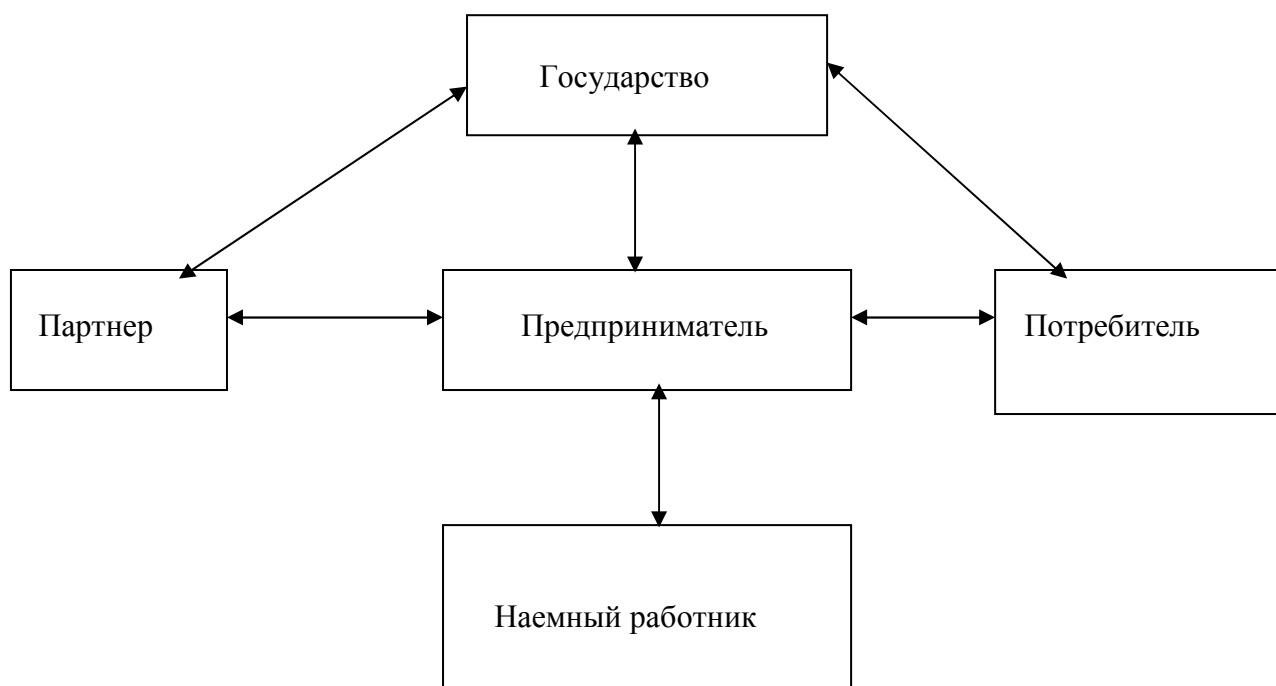 Государство
Партнер
Предприниматель
Потребитель
Наемный работник